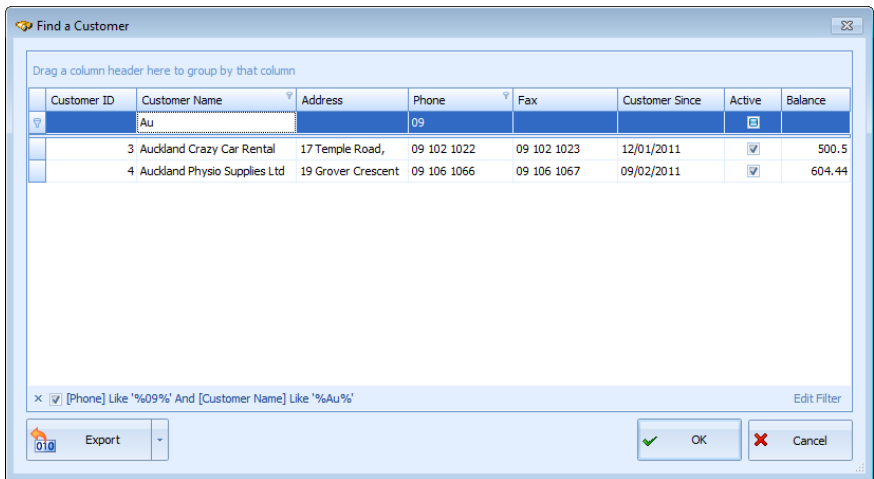 Find a Customer
Drag a column header here to group by that column
Customer ID Customer Name Address Phone Fax Customer Since Active Balance
Au 09
3 Auckland Crazy Car Rental 17 Temple Road, 09 102 1022 09 102 1023 12/01/2011 500.5
4 Auckland Physio Supplies Ltd 19 Grover Crescent 09 106 1066 09 106 1067 09/02/2011 604.44
[Phone] Like '%09%' And [Customer Name] Like '%Au%' Edit Filter
010 Export OK Cancel